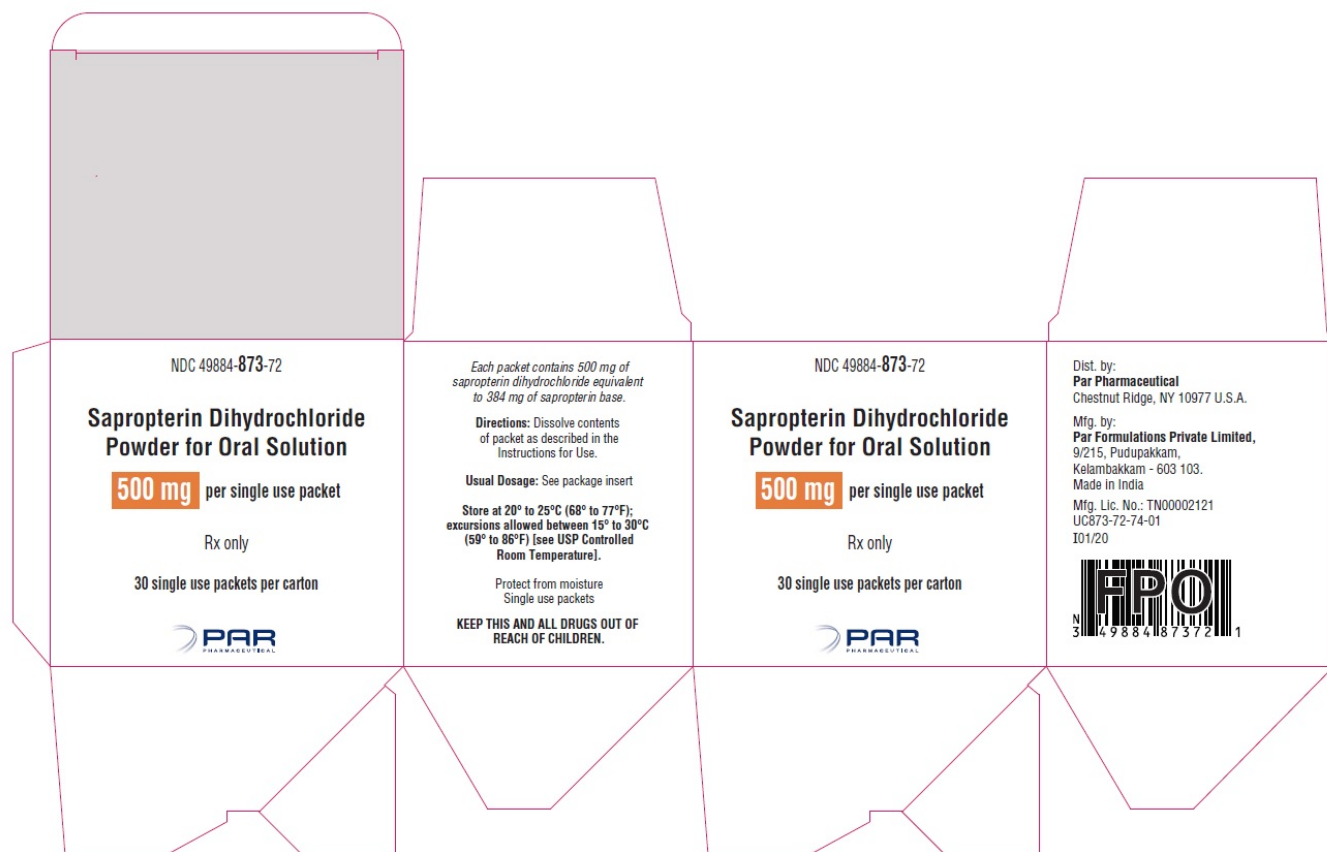 NDC 49884-873-72
Sapropterin Dihydrochloride
Powder for Oral Solution
500 mg per single use packet
Rx only
30 single use packets per carton
PAR
PHARMACEUTICAL
Each packet contains 500 mg of
sapropterin dihydrochloride equivalent
to 384 mg of sapropterin base.
Directions: Dissolve contents
of packet as described in the
Instructions for Use.
Usual Dosage: See package insert
Store at 20º to 25ºC (68º to 77ºF);
excursions allowed between 15º to 30ºC
(59º to 86ºF) [see USP Controlled
Room Temperature].
Protect from moisture
Single use packets
KEEP THIS AND ALL DRUGS OUT OF
REACH OF CHILDREN.
NDC 49884-873-72
Sapropterin Dihydrochloride
Powder for Oral Solution
500 mg per single use packet
Rx only
30 single use packets per carton
PAR
PHARMACEUTICAL
Dist. by:
Par Pharmaceutical
Chestnut Ridge, NY 10977 U.S.A.
Mfg. by:
Par Formulations Private Limited,
9/215, Pudupakkam,
Kelambakkam - 603 103.
Made in India
Mfg. Lic. No.: TN00002121
UC873-72-74-01
I01/20
FPO
N
3 49884 87372 1